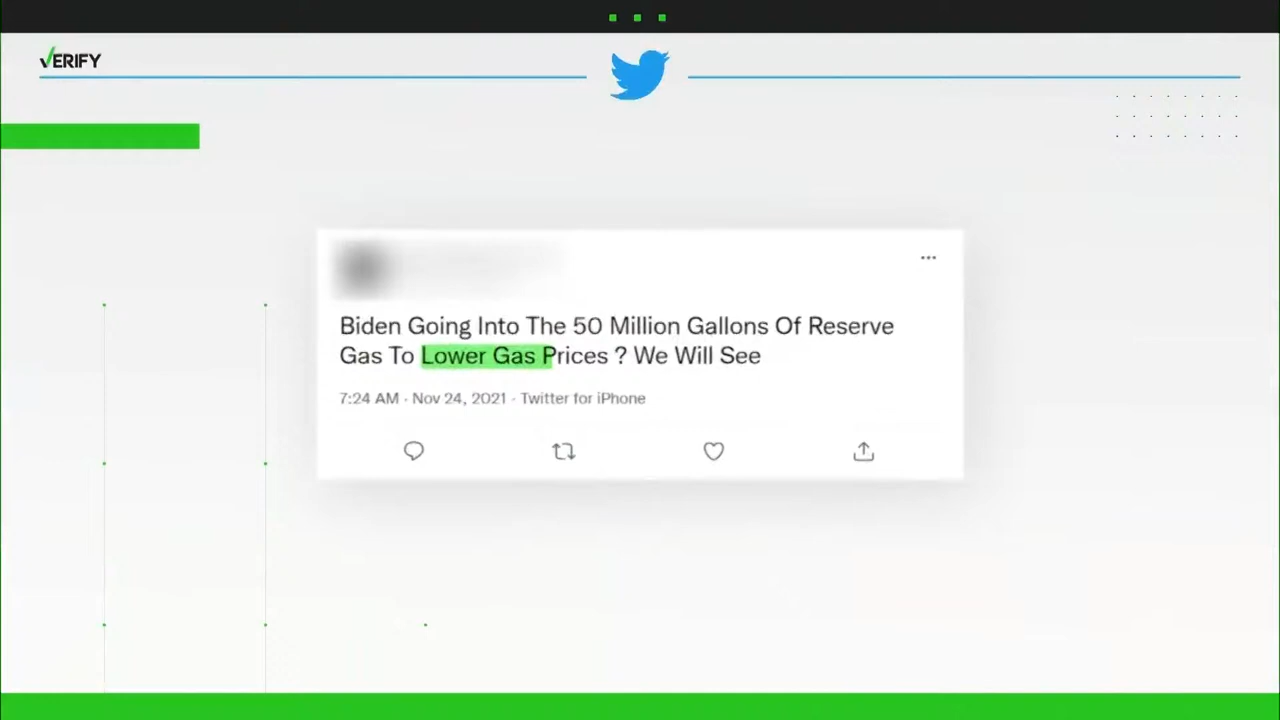 VERIFY
Biden Going Into The 50 Million Gallons Of Reserve
Gas To Lower Gas Prices ? We Will See
7:24 AM · Nov 24, 2021 · Twitter for iPhone